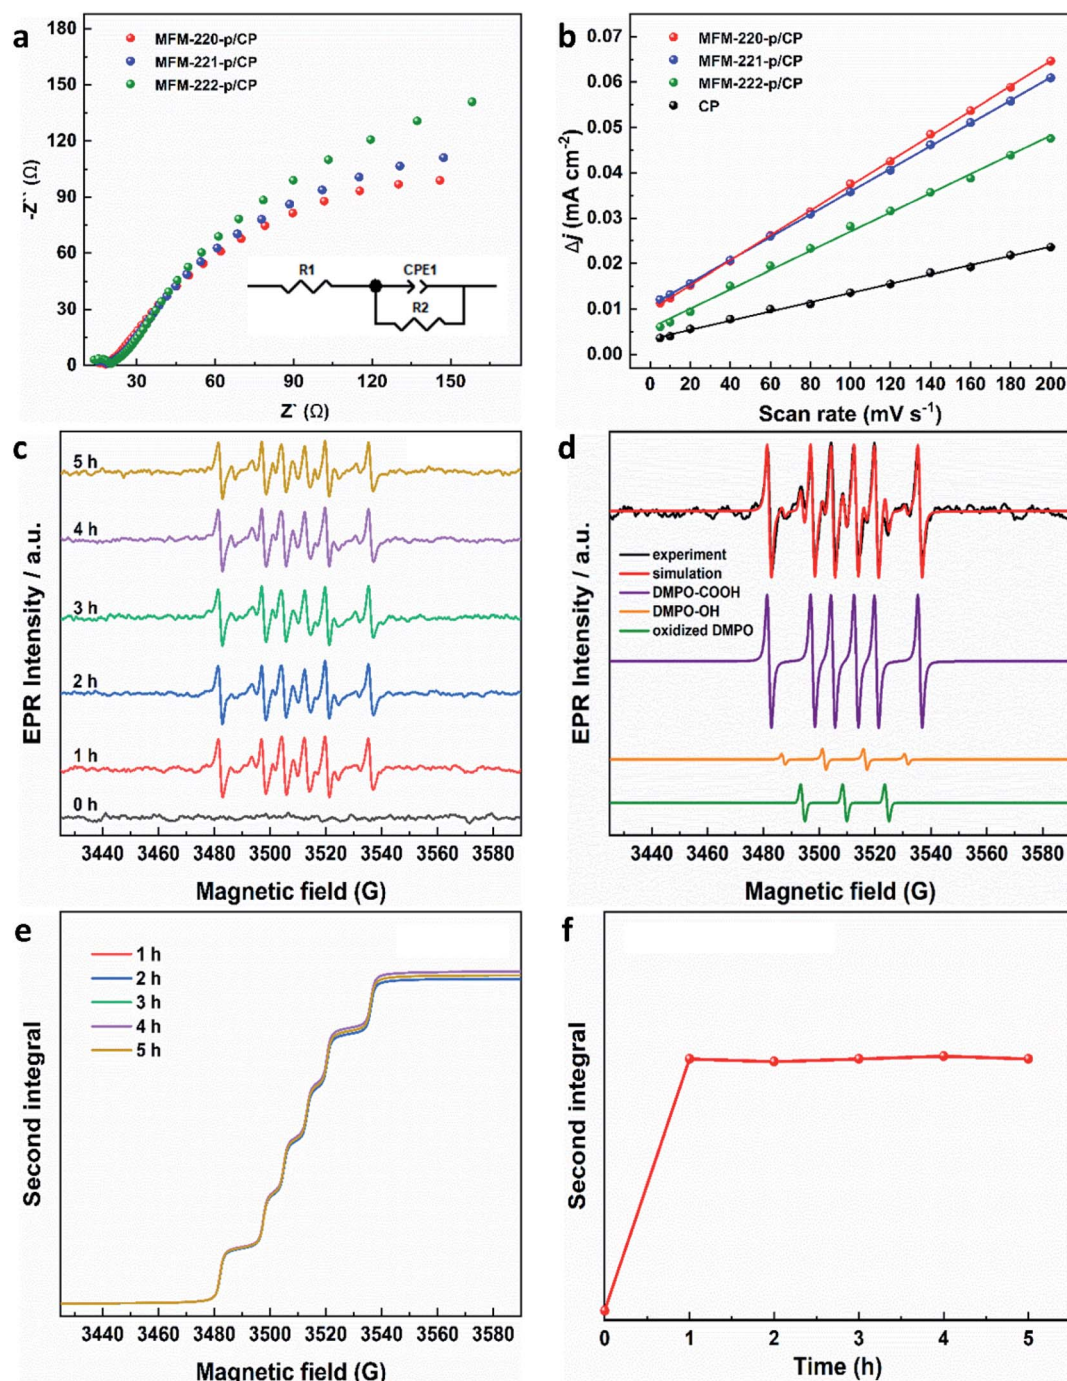 a
180
150
120
90
60
30
0
-Z`` (Ω)
MFM-220-p/CP
MFM-221-p/CP
MFM-222-p/CP
R1
CPE1
R2
30 60 90 120 150
Z` (Ω)
b
0.07
0.06
0.05
0.04
0.03
0.02
0.01
0.00
Δj (mA cm⁻²)
MFM-220-p/CP
MFM-221-p/CP
MFM-222-p/CP
CP
0 20 40 60 80 100 120 140 160 180 200
Scan rate (mV s⁻¹)
c
EPR Intensity / a.u.
5 h
4 h
3 h
2 h
1 h
0 h
3440 3460 3480 3500 3520 3540 3560 3580
Magnetic field (G)
d
EPR Intensity / a.u.
experiment
simulation
DMPO-COOH
DMPO-OH
oxidized DMPO
3440 3460 3480 3500 3520 3540 3560 3580
Magnetic field (G)
e
Second integral
1 h
2 h
3 h
4 h
5 h
3440 3460 3480 3500 3520 3540 3560 3580
Magnetic field (G)
f
Second integral
0 1 2 3 4 5
Time (h)